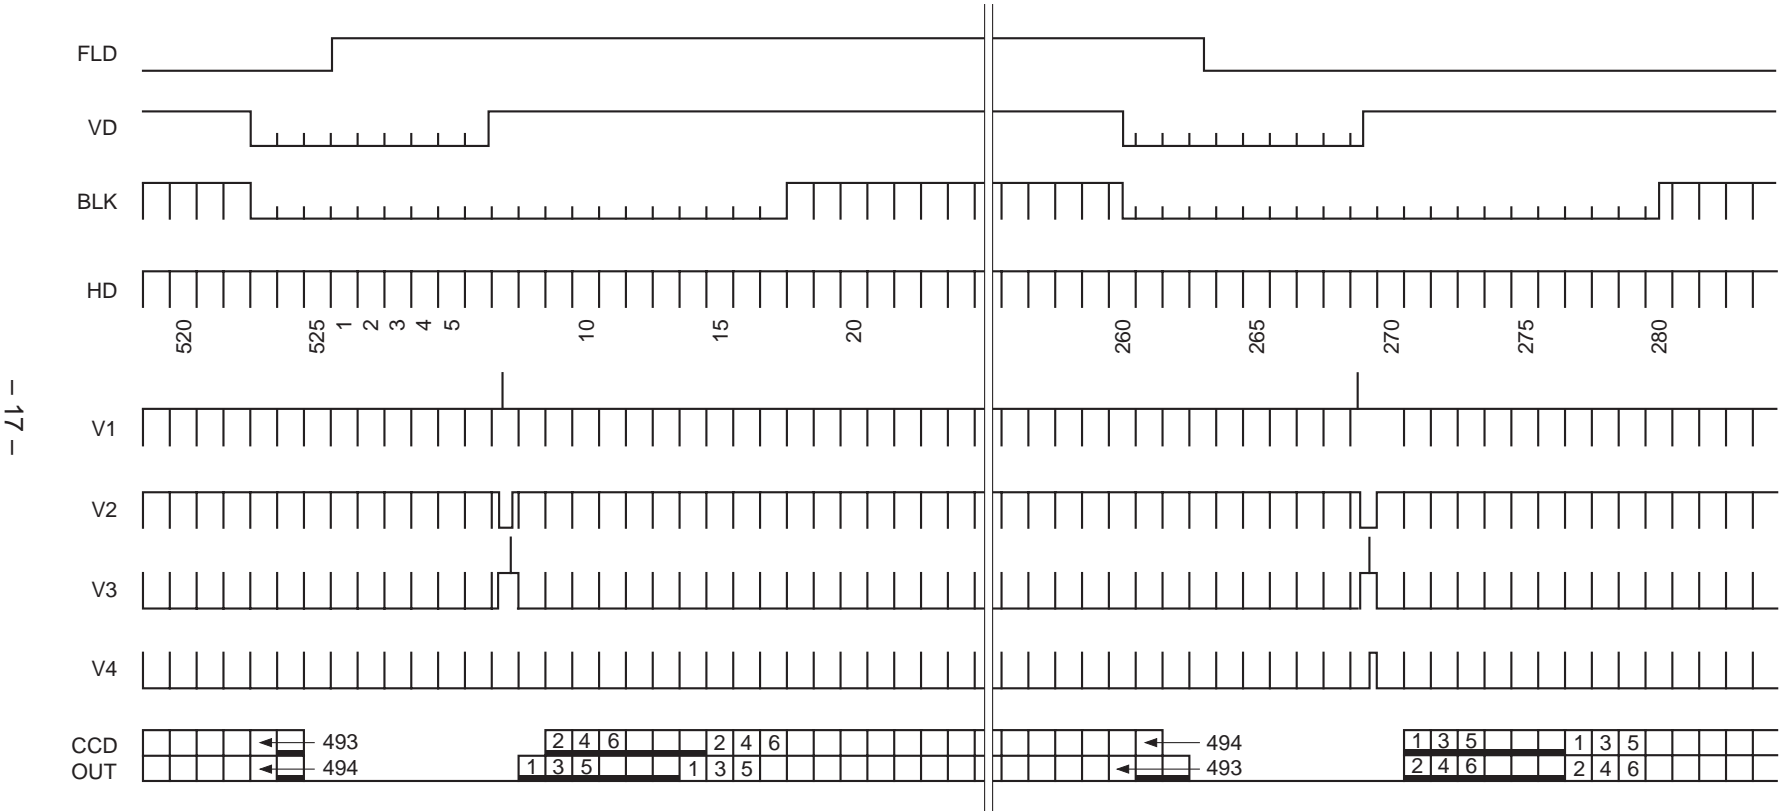 FLD
VD
BLK
HD
520 525 1 2 3 4 5 10 15 20 260 265 270 275 280
– 17 –
V1
V2
V3
V4
CCD OUT
493 2 4 6 2 4 6 494 1 3 5 1 3 5
494 1 3 5 1 3 5 493 2 4 6 2 4 6